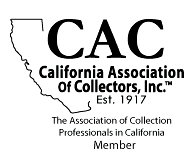 CAC
California Association
Of Collectors, Inc.™
Est. 1917
The Association of Collection
Professionals in California
Member